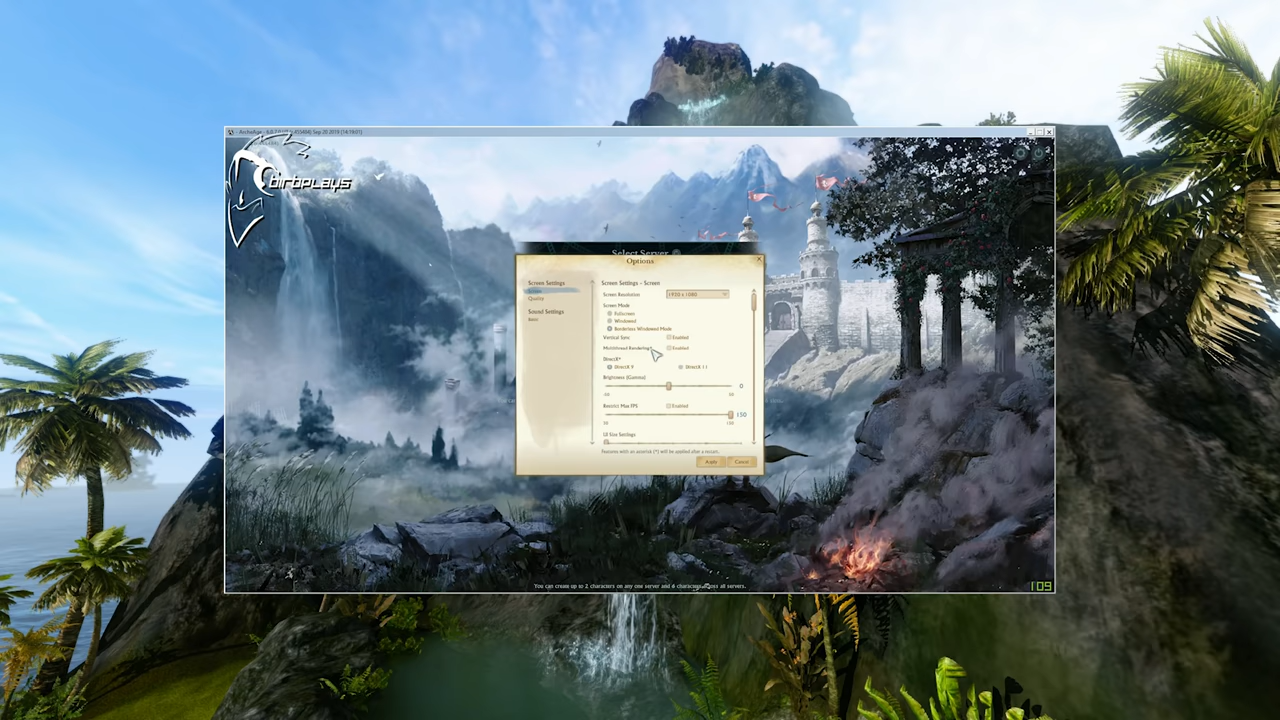 birbplays
Select Server
Options
Screen Settings
Quality
Sound Settings
Screen Settings - Screen
Screen Resolution
1920 x 1080
Screen Mode
Fullscreen
Windowed
Borderless Windowed Mode
Vertical Sync
Enabled
Multithread Rendering*
Enabled
DirectX*
DirectX 9
DirectX 11
Brightness (Gamma)
0
Restrict Max FPS
Enabled
150
30
150
UI Size Settings
Features with an asterisk (*) will be applied after a restart.
Apply
Cancel
You can create up to 2 characters on any one server and 6 characters across all servers.
109